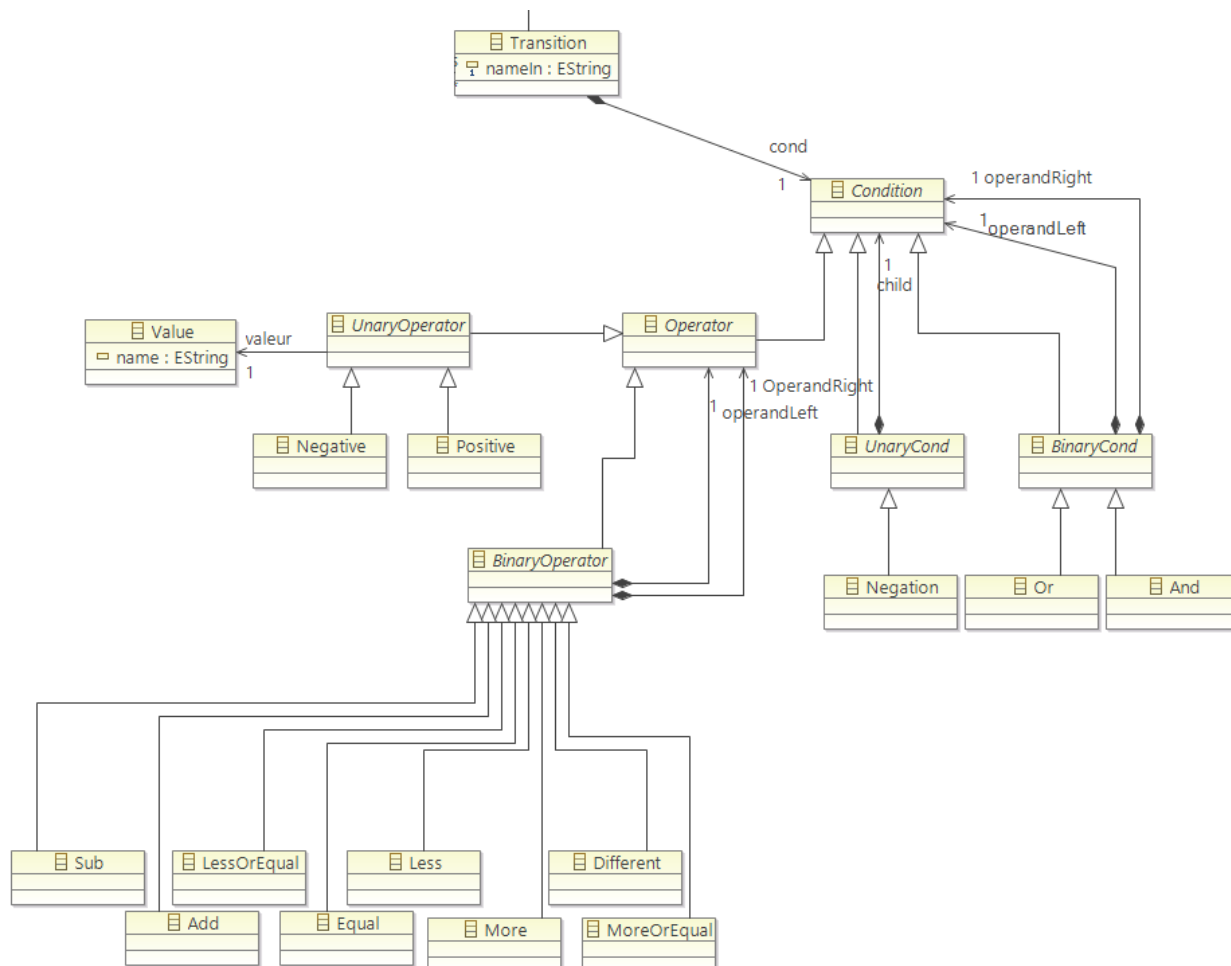 Transition
1 nameIn : EString
cond
1
Condition
1 operandRight
1
operandLeft
1
child
Value
name : EString
valeur
1
UnaryOperator
Operator
1 OperandRight
1 operandLeft
Negative
Positive
UnaryCond
BinaryCond
BinaryOperator
Negation
Or
And
Sub
LessOrEqual
Less
Different
Add
Equal
More
MoreOrEqual